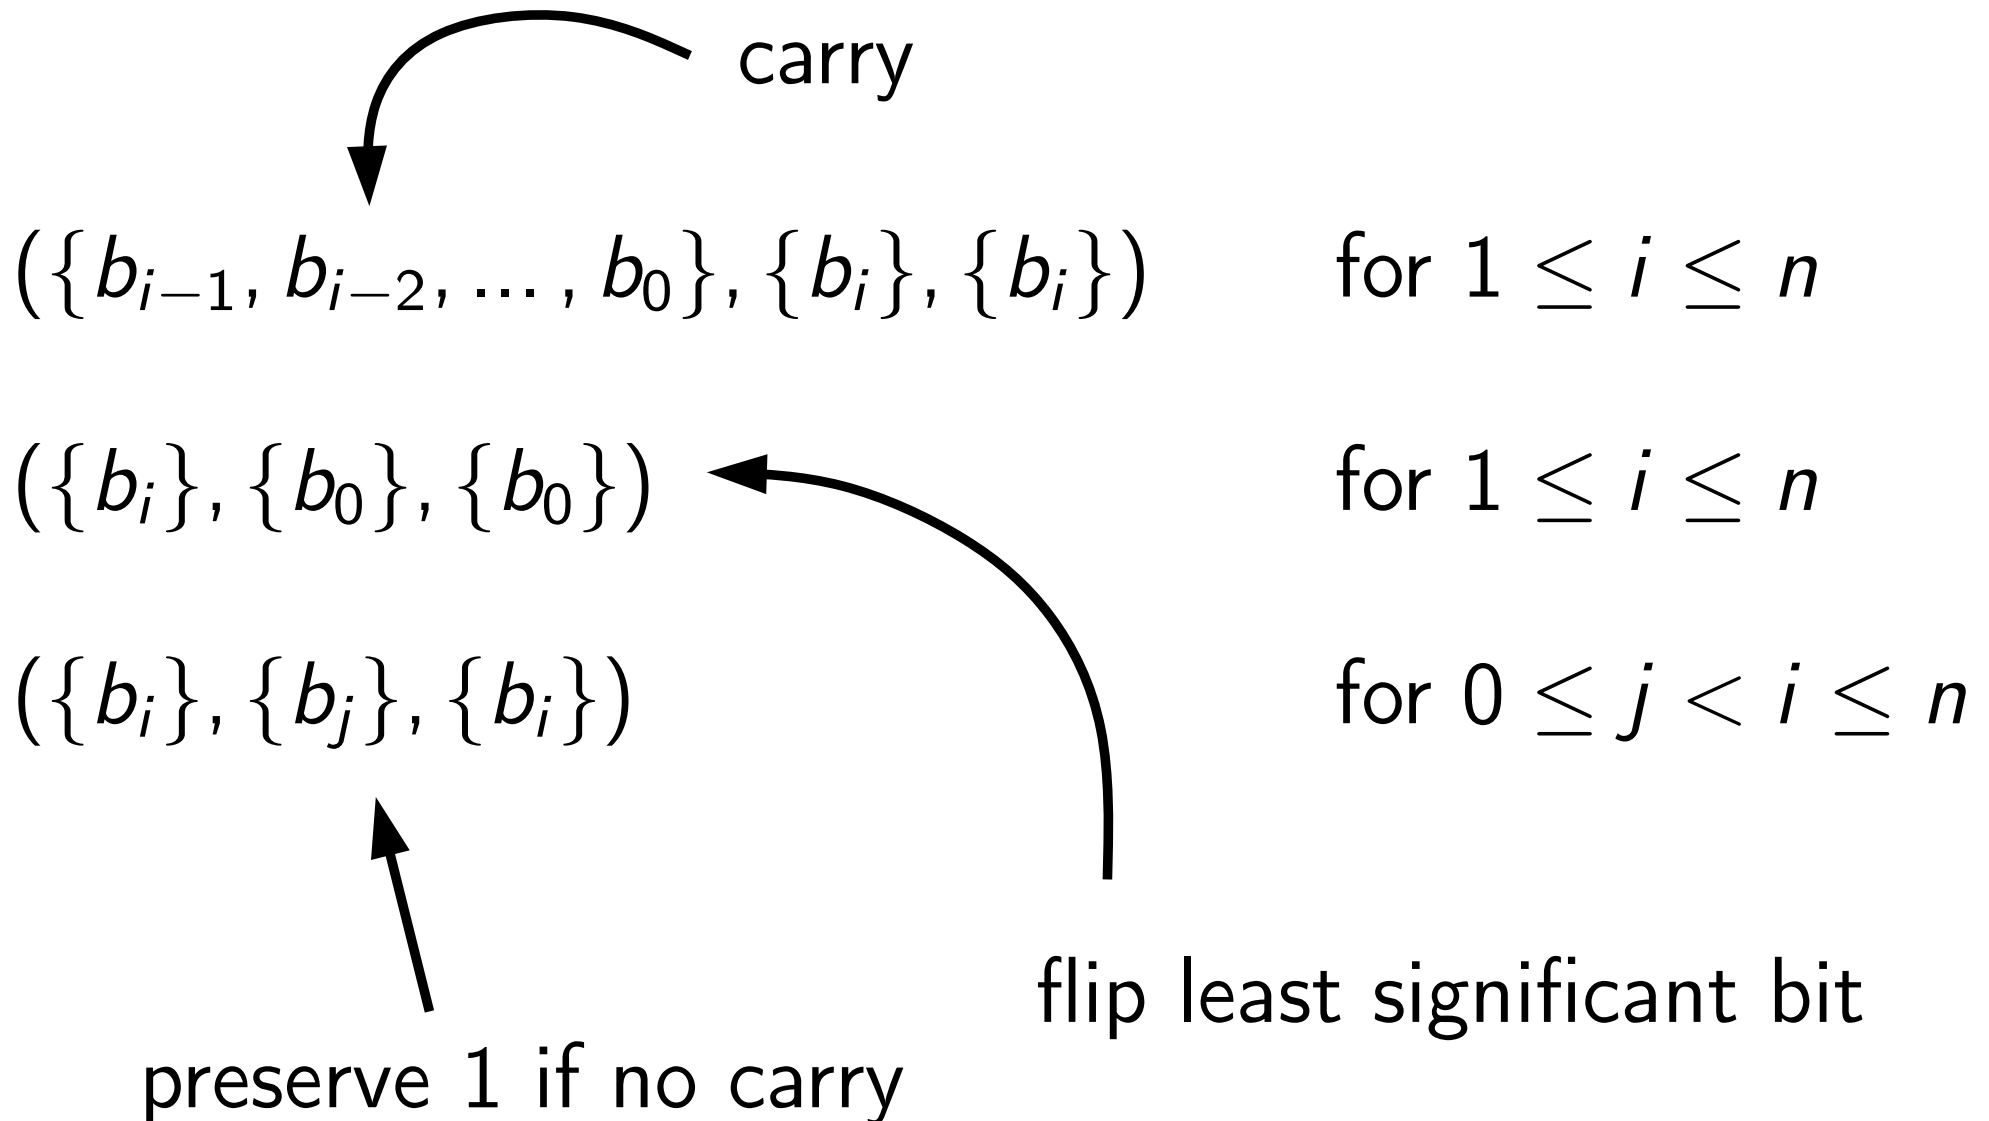 carry
({b_{i−1}, b_{i−2}, ..., b_0}, {b_i}, {b_i}) for 1 ≤ i ≤ n
({b_i}, {b_0}, {b_0}) for 1 ≤ i ≤ n
({b_i}, {b_j}, {b_i}) for 0 ≤ j < i ≤ n
flip least significant bit
preserve 1 if no carry